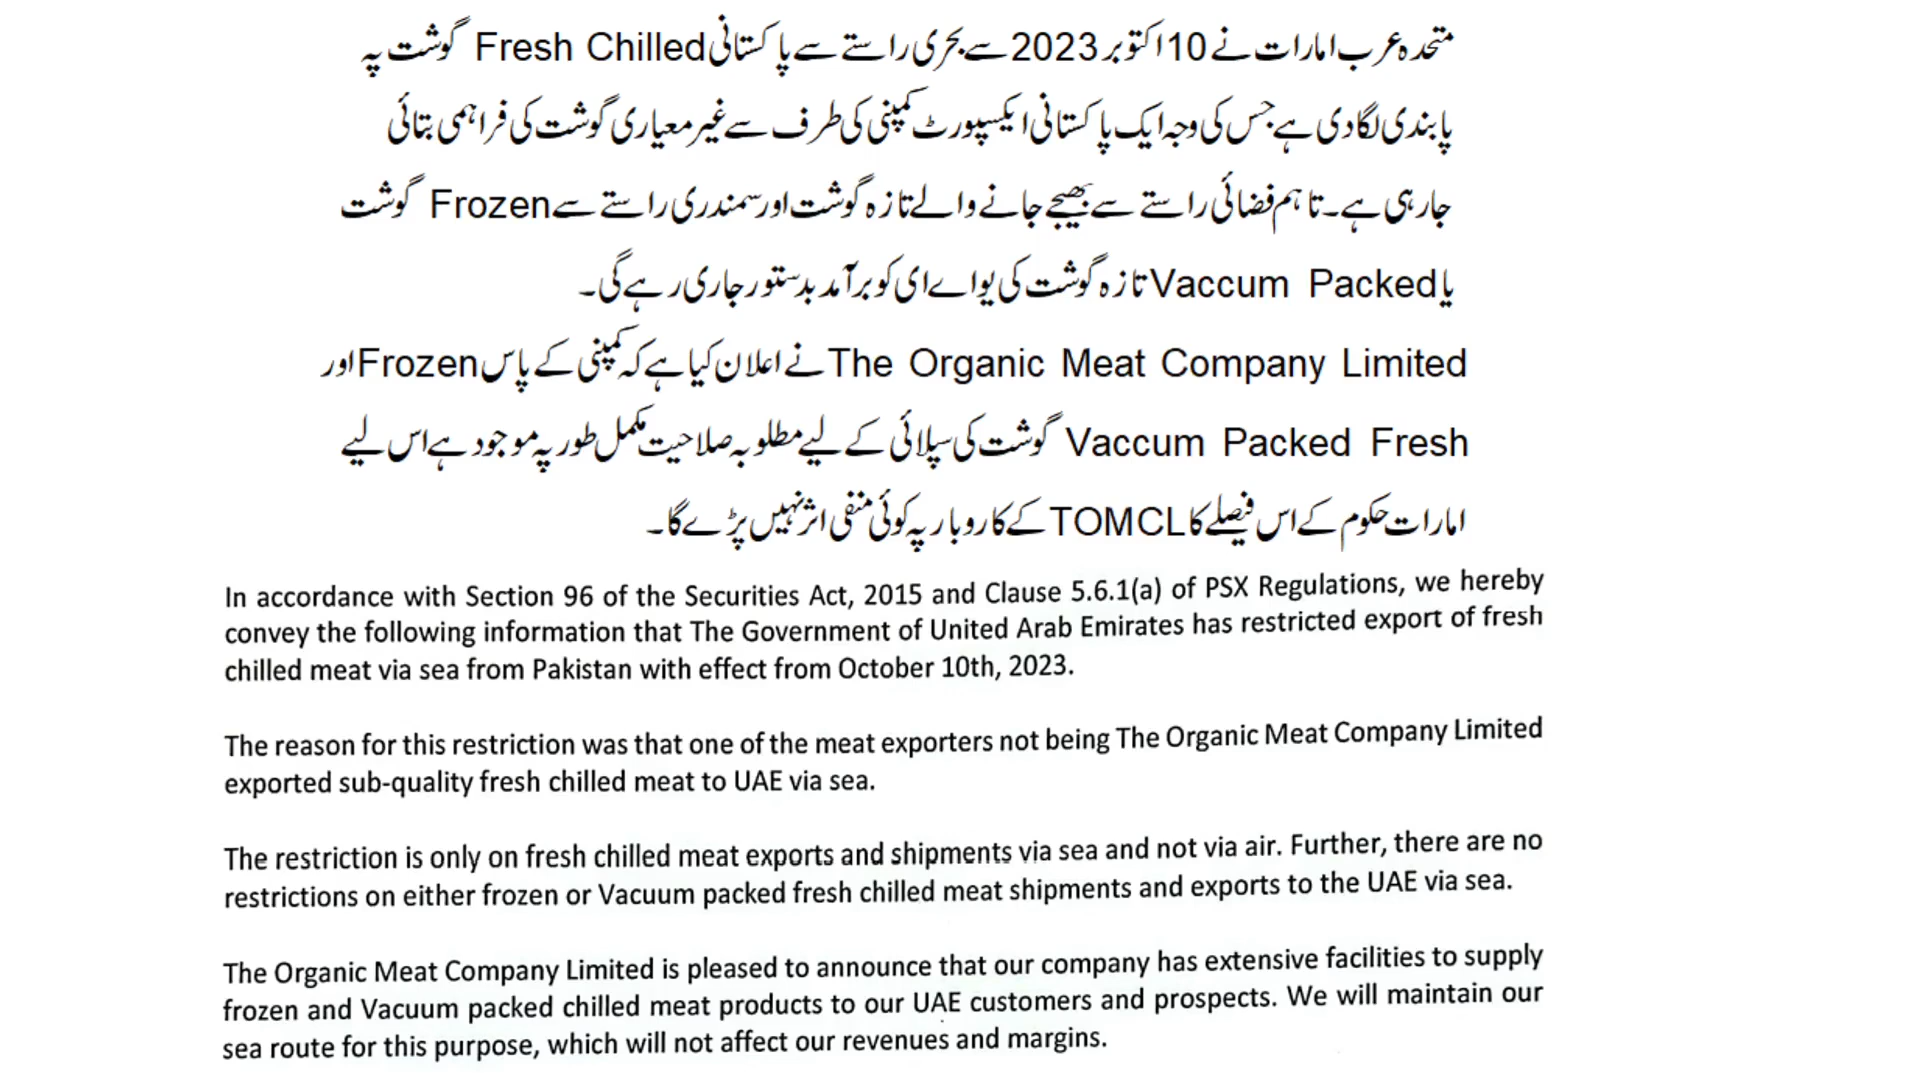 متحدہ عرب امارات نے 10 اکتوبر 2023 سے بحری راستے سے پاکستانی Fresh Chilled گوشت پہ
پابندی لگا دی ہے جس کی وجہ ایک پاکستانی ایکسپورٹ کمپنی کی طرف سے غیر معیاری گوشت کی فراہمی بتائی
جارہی ہے۔ تاہم فضائی راستے سے بھیجے جانے والے تازہ گوشت اور سمندری راستے سے Frozen گوشت
یا Vaccum Packed تازہ گوشت کی یو اے ای کو برآمد بدستور جاری رہے گی۔
The Organic Meat Company Limited نے اعلان کیا ہے کہ کمپنی کے پاس Frozen اور
Vaccum Packed Fresh گوشت کی سپلائی کے لیے مطلوبہ صلاحیت مکمل طور پہ موجود ہے اس لیے
امارات حکوم کے اس فیصلے کا TOMCL کے کاروبار پہ کوئی منفی اثر نہیں پڑے گا۔
In accordance with Section 96 of the Securities Act, 2015 and Clause 5.6.1(a) of PSX Regulations, we hereby
convey the following information that The Government of United Arab Emirates has restricted export of fresh
chilled meat via sea from Pakistan with effect from October 10th, 2023.
The reason for this restriction was that one of the meat exporters not being The Organic Meat Company Limited
exported sub-quality fresh chilled meat to UAE via sea.
The restriction is only on fresh chilled meat exports and shipments via sea and not via air. Further, there are no
restrictions on either frozen or Vacuum packed fresh chilled meat shipments and exports to the UAE via sea.
The Organic Meat Company Limited is pleased to announce that our company has extensive facilities to supply
frozen and Vacuum packed chilled meat products to our UAE customers and prospects. We will maintain our
sea route for this purpose, which will not affect our revenues and margins.